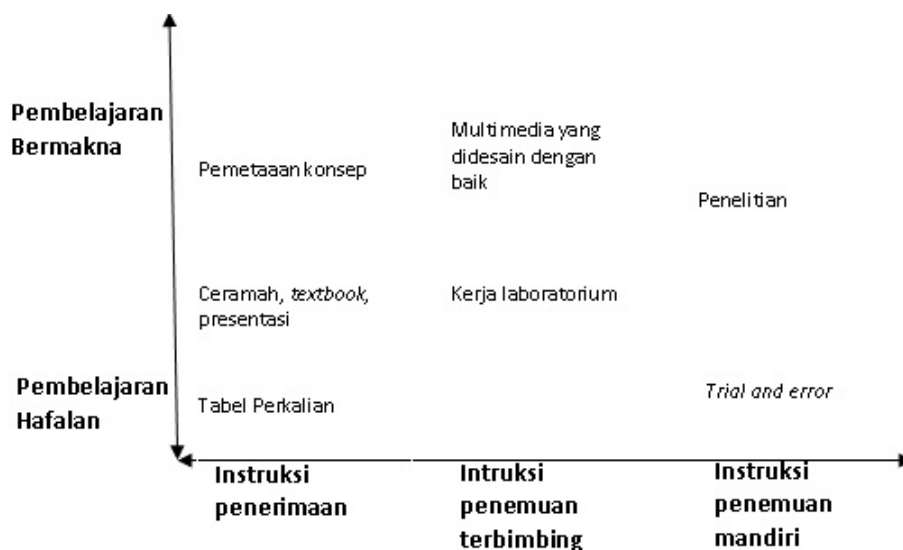 Pembelajaran
Bermakna
Pemetaaan konsep
Multimedia yang
didesain dengan
baik
Penelitian
Ceramah, textbook,
presentasi
Kerja laboratorium
Pembelajaran
Hafalan
Tabel Perkalian
Trial and error
Instruksi
penerimaan
Intruksi
penemuan
terbimbing
Instruksi
penemuan
mandiri